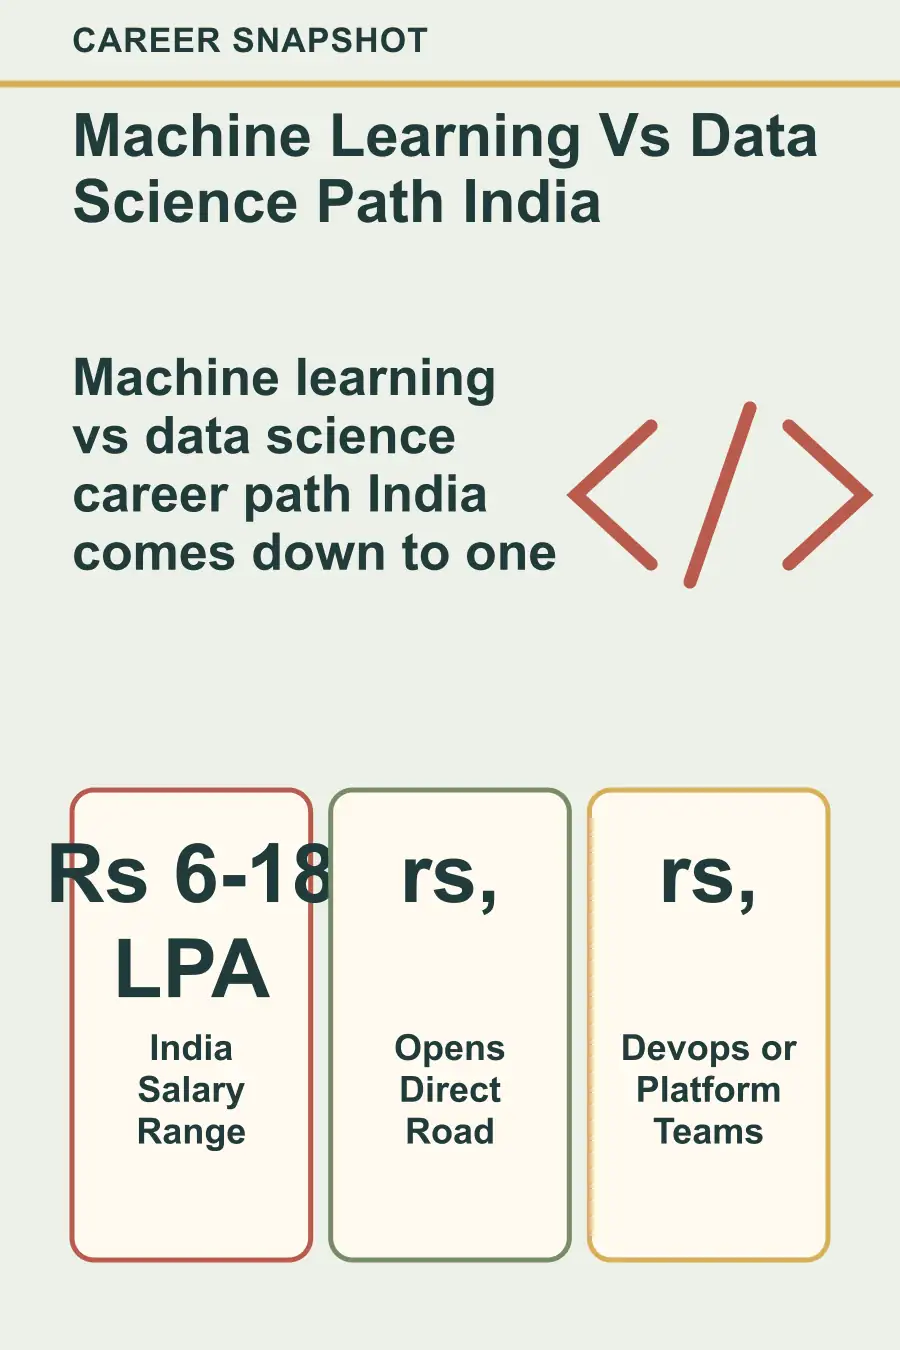 CAREER SNAPSHOT
Machine Learning Vs Data
Science Path India
Machine learning
vs data science
career path India
comes down to one
Rs 6-18
LPA
India
Salary
Range
rs,
Opens
Direct
Road
rs,
Devops or
Platform
Teams